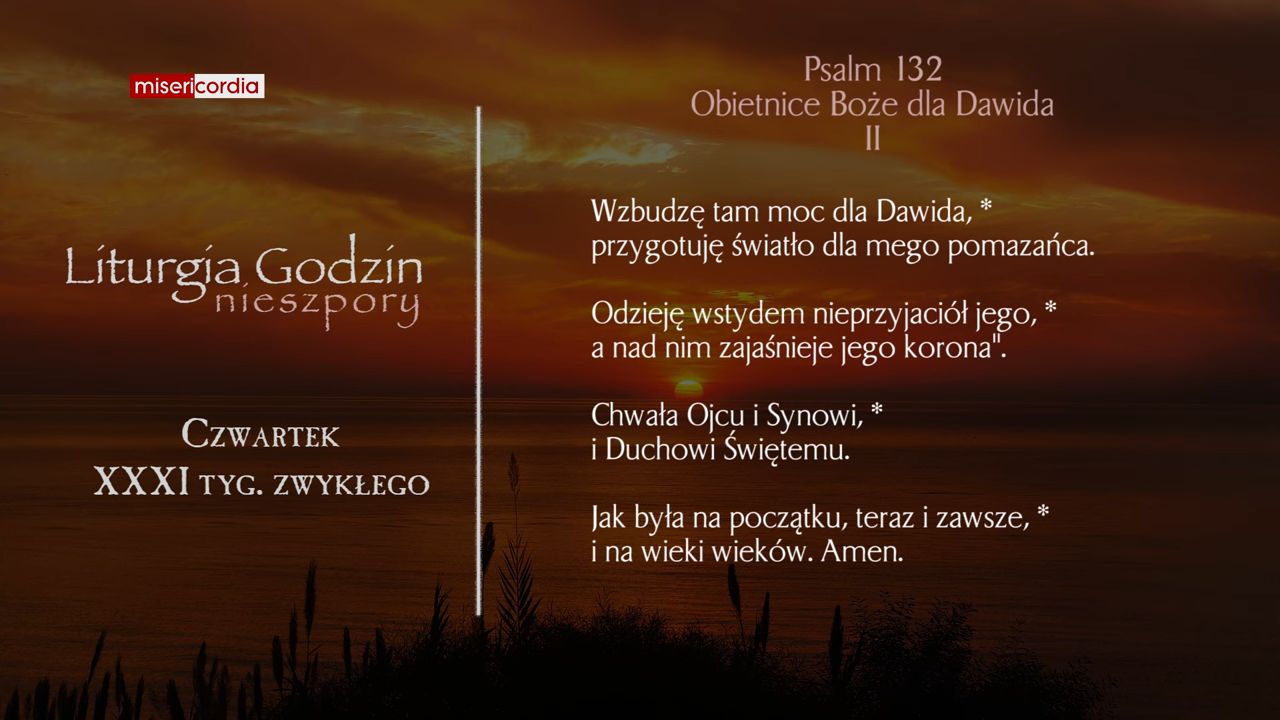 misericordia
Liturgia Godzin
nieszpory
Czwartek
XXXI tyg. zwykłego
Psalm 132
Obietnice Boże dla Dawida
II
Wzbudzę tam moc dla Dawida, *
przygotuję światło dla mego pomazańca.
Odzieję wstydem nieprzyjaciół jego, *
a nad nim zajaśnieje jego korona".
Chwała Ojcu i Synowi, *
i Duchowi Świętemu.
Jak była na początku, teraz i zawsze, *
i na wieki wieków. Amen.